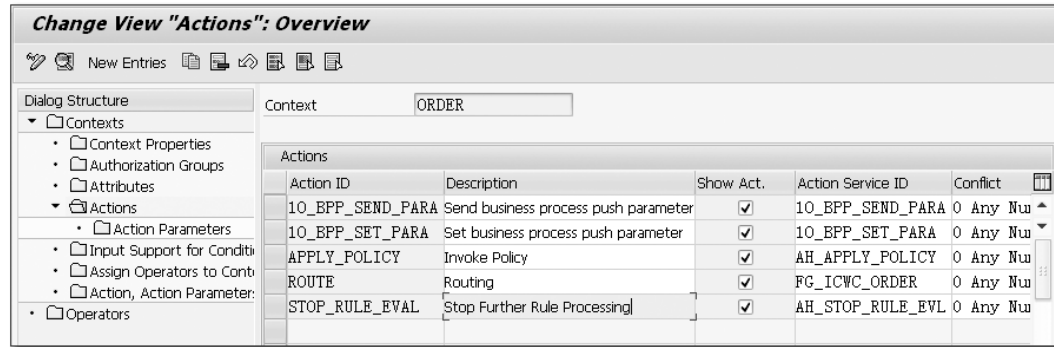 Change View "Actions": Overview
New Entries
Dialog Structure
Contexts
Context Properties
Authorization Groups
Attributes
Actions
Action Parameters
Input Support for Conditi
Assign Operators to Conte
Action, Action Parameter:
Operators
Context ORDER
Actions
Action ID Description Show Act. Action Service ID Conflict
1O_BPP_SEND_PARA Send business process push parameter 1O_BPP_SEND_PARA 0 Any Nu
1O_BPP_SET_PARA Set business process push parameter 1O_BPP_SET_PARA 0 Any Nu
APPLY_POLICY Invoke Policy AH_APPLY_POLICY 0 Any Nu
ROUTE Routing FG_ICWC_ORDER 0 Any Nu
STOP_RULE_EVAL Stop Further Rule Processing AH_STOP_RULE_EVL 0 Any Nu